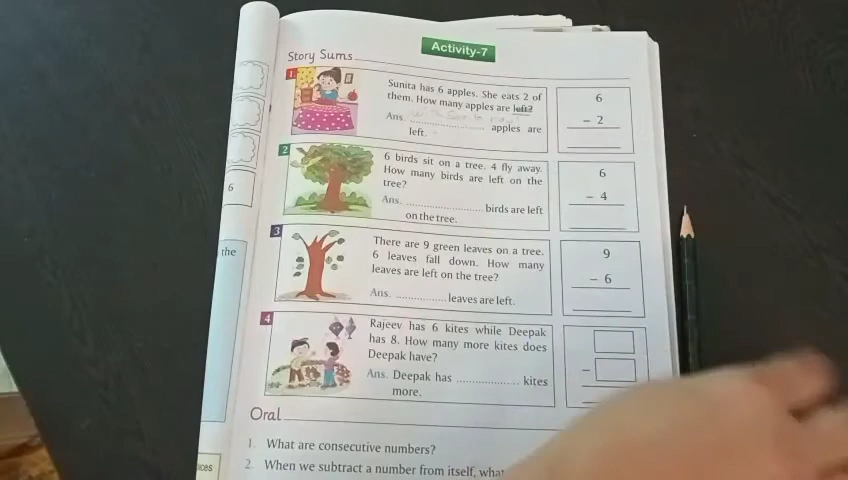 Activity-7
Story Sums
1
Sunita has 6 apples. She eats 2 of
them. How many apples are left?
Ans. .................... apples are
left.
6
- 2
2
6 birds sit on a tree. 4 fly away.
How many birds are left on the
tree?
Ans. .................... birds are left
on the tree.
6
- 4
3
There are 9 green leaves on a tree.
6 leaves fall down. How many
leaves are left on the tree?
Ans. .................... leaves are left.
9
- 6
4
Rajeev has 6 kites while Deepak
has 8. How many more kites does
Deepak have?
Ans. Deepak has .................... kites
more.
-
Oral
1. What are consecutive numbers?
2. When we subtract a number from itself,
6
the
ices